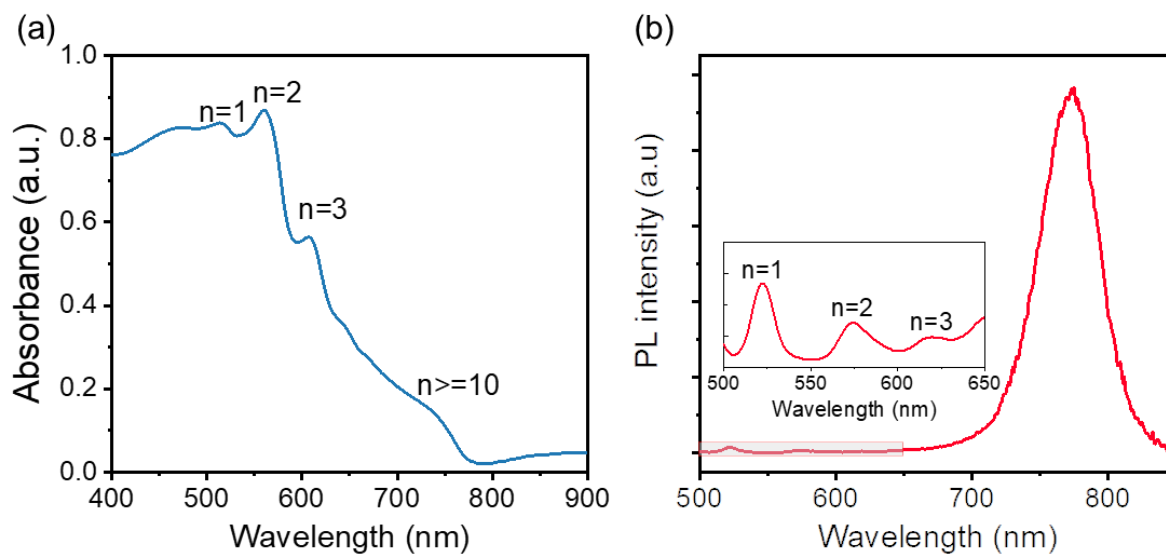 (a)
1.0
0.8
0.6
0.4
0.2
0.0
Absorbance (a.u.)
n=1
n=2
n=3
n>=10
400 500 600 700 800 900
Wavelength (nm)
(b)
PL intensity (a.u)
n=1
n=2
n=3
500 550 600 650
Wavelength (nm)
500 600 700 800
Wavelength (nm)